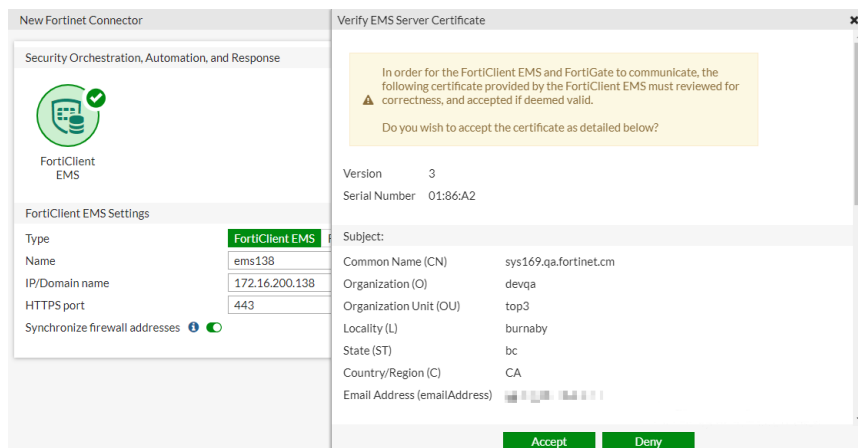 New Fortinet Connector
Security Orchestration, Automation, and Response
FortiClient
EMS
FortiClient EMS Settings
Type FortiClient EMS
Name ems138
IP/Domain name 172.16.200.138
HTTPS port 443
Synchronize firewall addresses
Verify EMS Server Certificate
In order for the FortiClient EMS and FortiGate to communicate, the
following certificate provided by the FortiClient EMS must reviewed for
correctness, and accepted if deemed valid.
Do you wish to accept the certificate as detailed below?
Version 3
Serial Number 01:86:A2
Subject:
Common Name (CN) sys169.qa.fortinet.cm
Organization (O) devqa
Organization Unit (OU) top3
Locality (L) burnaby
State (ST) bc
Country/Region (C) CA
Email Address (emailAddress)
Accept Deny